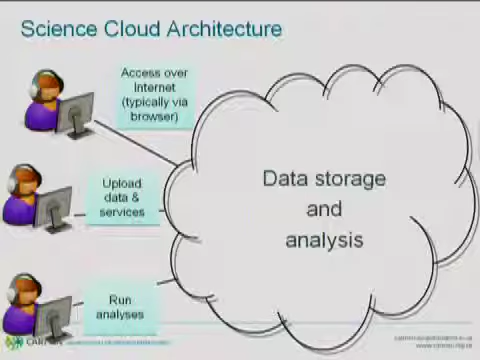 Science Cloud Architecture
Access over
Internet
(typically via
browser)
Upload
data &
services
Run
analyses
Data storage
and
analysis